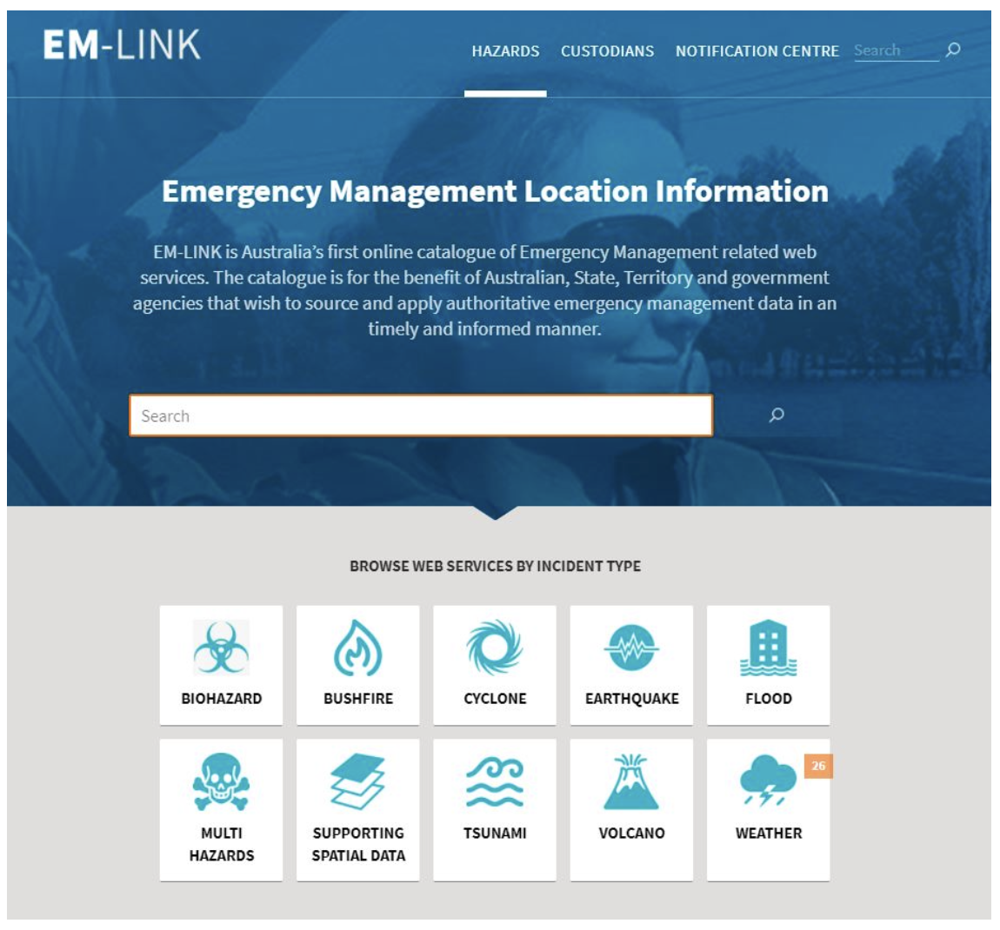 EM-LINK
HAZARDS CUSTODIANS NOTIFICATION CENTRE Search
Emergency Management Location Information
EM-LINK is Australia's first online catalogue of Emergency Management related web
services. The catalogue is for the benefit of Australian, State, Territory and government
agencies that wish to source and apply authoritative emergency management data in an
timely and informed manner.
Search
BROWSE WEB SERVICES BY INCIDENT TYPE
BIOHAZARD
BUSHFIRE
CYCLONE
EARTHQUAKE
FLOOD
MULTI
HAZARDS
SUPPORTING
SPATIAL DATA
TSUNAMI
VOLCANO
26
WEATHER